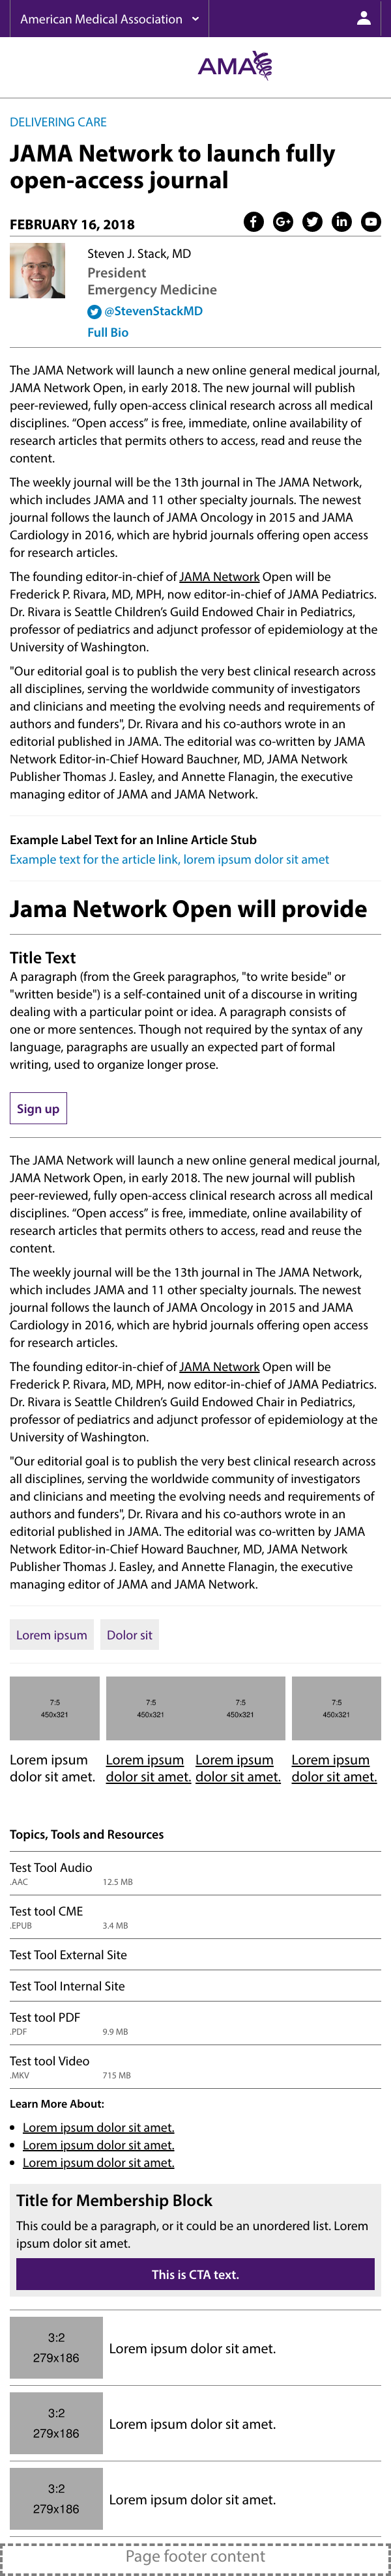 American Medical Association
AMA
DELIVERING CARE
JAMA Network to launch fully
open-access journal
FEBRUARY 16, 2018
Steven J. Stack, MD
President
Emergency Medicine
@StevenStackMD
Full Bio
The JAMA Network will launch a new online general medical journal,
JAMA Network Open, in early 2018. The new journal will publish
peer-reviewed, fully open-access clinical research across all medical
disciplines. “Open access” is free, immediate, online availability of
research articles that permits others to access, read and reuse the
content.
The weekly journal will be the 13th journal in The JAMA Network,
which includes JAMA and 11 other specialty journals. The newest
journal follows the launch of JAMA Oncology in 2015 and JAMA
Cardiology in 2016, which are hybrid journals offering open access
for research articles.
The founding editor-in-chief of JAMA Network Open will be
Frederick P. Rivara, MD, MPH, now editor-in-chief of JAMA Pediatrics.
Dr. Rivara is Seattle Children’s Guild Endowed Chair in Pediatrics,
professor of pediatrics and adjunct professor of epidemiology at the
University of Washington.
"Our editorial goal is to publish the very best clinical research across
all disciplines, serving the worldwide community of investigators
and clinicians and meeting the evolving needs and requirements of
authors and funders", Dr. Rivara and his co-authors wrote in an
editorial published in JAMA. The editorial was co-written by JAMA
Network Editor-in-Chief Howard Bauchner, MD, JAMA Network
Publisher Thomas J. Easley, and Annette Flanagin, the executive
managing editor of JAMA and JAMA Network.
Example Label Text for an Inline Article Stub
Example text for the article link, lorem ipsum dolor sit amet
Jama Network Open will provide
Title Text
A paragraph (from the Greek paragraphos, "to write beside" or
"written beside") is a self-contained unit of a discourse in writing
dealing with a particular point or idea. A paragraph consists of
one or more sentences. Though not required by the syntax of any
language, paragraphs are usually an expected part of formal
writing, used to organize longer prose.
Sign up
The JAMA Network will launch a new online general medical journal,
JAMA Network Open, in early 2018. The new journal will publish
peer-reviewed, fully open-access clinical research across all medical
disciplines. “Open access” is free, immediate, online availability of
research articles that permits others to access, read and reuse the
content.
The weekly journal will be the 13th journal in The JAMA Network,
which includes JAMA and 11 other specialty journals. The newest
journal follows the launch of JAMA Oncology in 2015 and JAMA
Cardiology in 2016, which are hybrid journals offering open access
for research articles.
The founding editor-in-chief of JAMA Network Open will be
Frederick P. Rivara, MD, MPH, now editor-in-chief of JAMA Pediatrics.
Dr. Rivara is Seattle Children’s Guild Endowed Chair in Pediatrics,
professor of pediatrics and adjunct professor of epidemiology at the
University of Washington.
"Our editorial goal is to publish the very best clinical research across
all disciplines, serving the worldwide community of investigators
and clinicians and meeting the evolving needs and requirements of
authors and funders", Dr. Rivara and his co-authors wrote in an
editorial published in JAMA. The editorial was co-written by JAMA
Network Editor-in-Chief Howard Bauchner, MD, JAMA Network
Publisher Thomas J. Easley, and Annette Flanagin, the executive
managing editor of JAMA and JAMA Network.
Lorem ipsum Dolor sit
7:5 7:5 7:5 7:5
450x321 450x321 450x321 450x321
Lorem ipsum Lorem ipsum Lorem ipsum Lorem ipsum
dolor sit amet. dolor sit amet. dolor sit amet. dolor sit amet.
Topics, Tools and Resources
Test Tool Audio
.AAC 12.5 MB
Test tool CME
.EPUB 3.4 MB
Test Tool External Site
Test Tool Internal Site
Test tool PDF
.PDF 9.9 MB
Test tool Video
.MKV 715 MB
Learn More About:
Lorem ipsum dolor sit amet.
Lorem ipsum dolor sit amet.
Lorem ipsum dolor sit amet.
Title for Membership Block
This could be a paragraph, or it could be an unordered list. Lorem
ipsum dolor sit amet.
This is CTA text.
3:2
279x186
Lorem ipsum dolor sit amet.
3:2
279x186
Lorem ipsum dolor sit amet.
3:2
279x186
Lorem ipsum dolor sit amet.
Page footer content